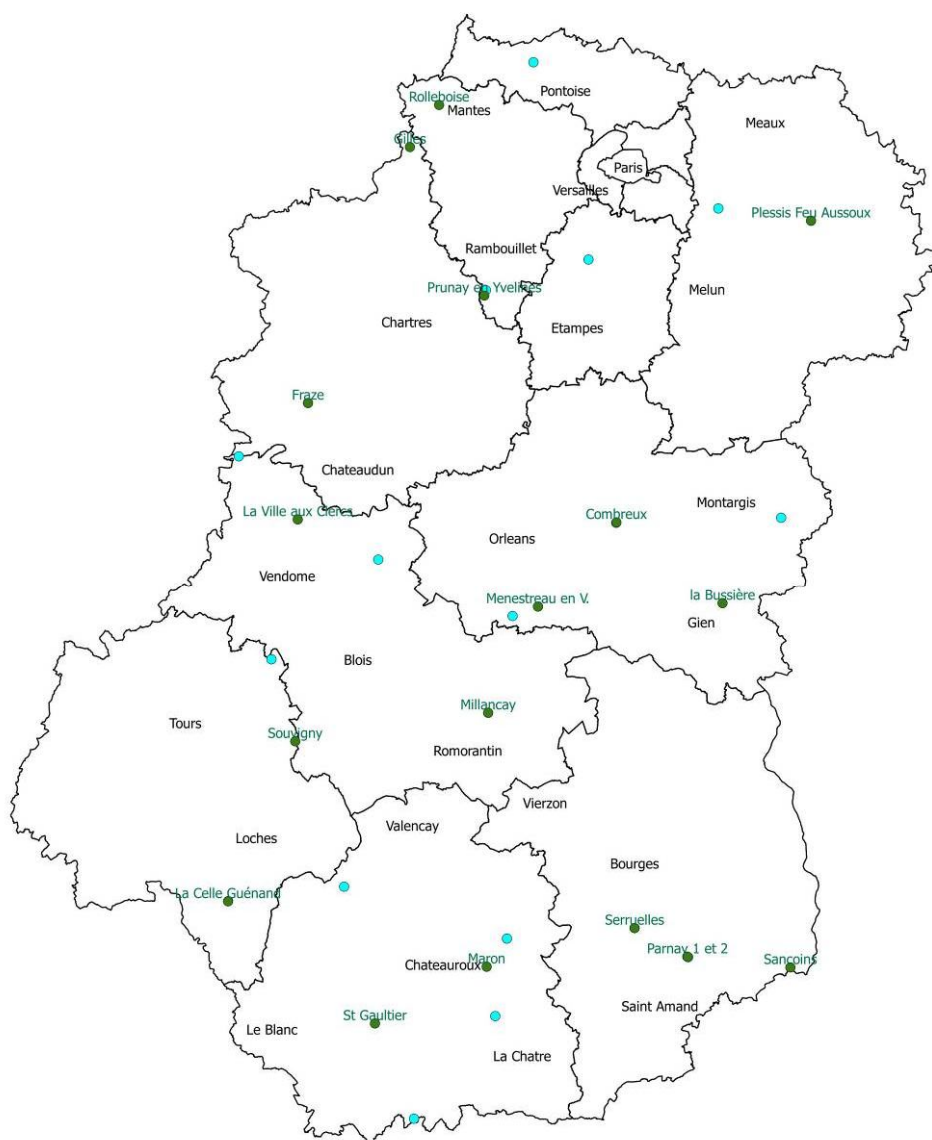 Pontoise
Rolleboise
Mantes
Meaux
Gilles
Paris
Versailles
Plessis Feu Aussoux
Rambouillet
Prunay en Yvelines
Melun
Chartres
Etampes
Fraze
Chateaudun
Montargis
La Ville aux Clercs
Combreux
Orleans
Vendome
Menestreau en V.
la Bussière
Gien
Blois
Millancay
Tours
Souvigny
Romorantin
Vierzon
Valencay
Loches
Bourges
La Celle Guénand
Serruelles
Parnay 1 et 2
Maron
Chateauroux
Sancoins
Saint Amand
St Gaultier
Le Blanc
La Chatre